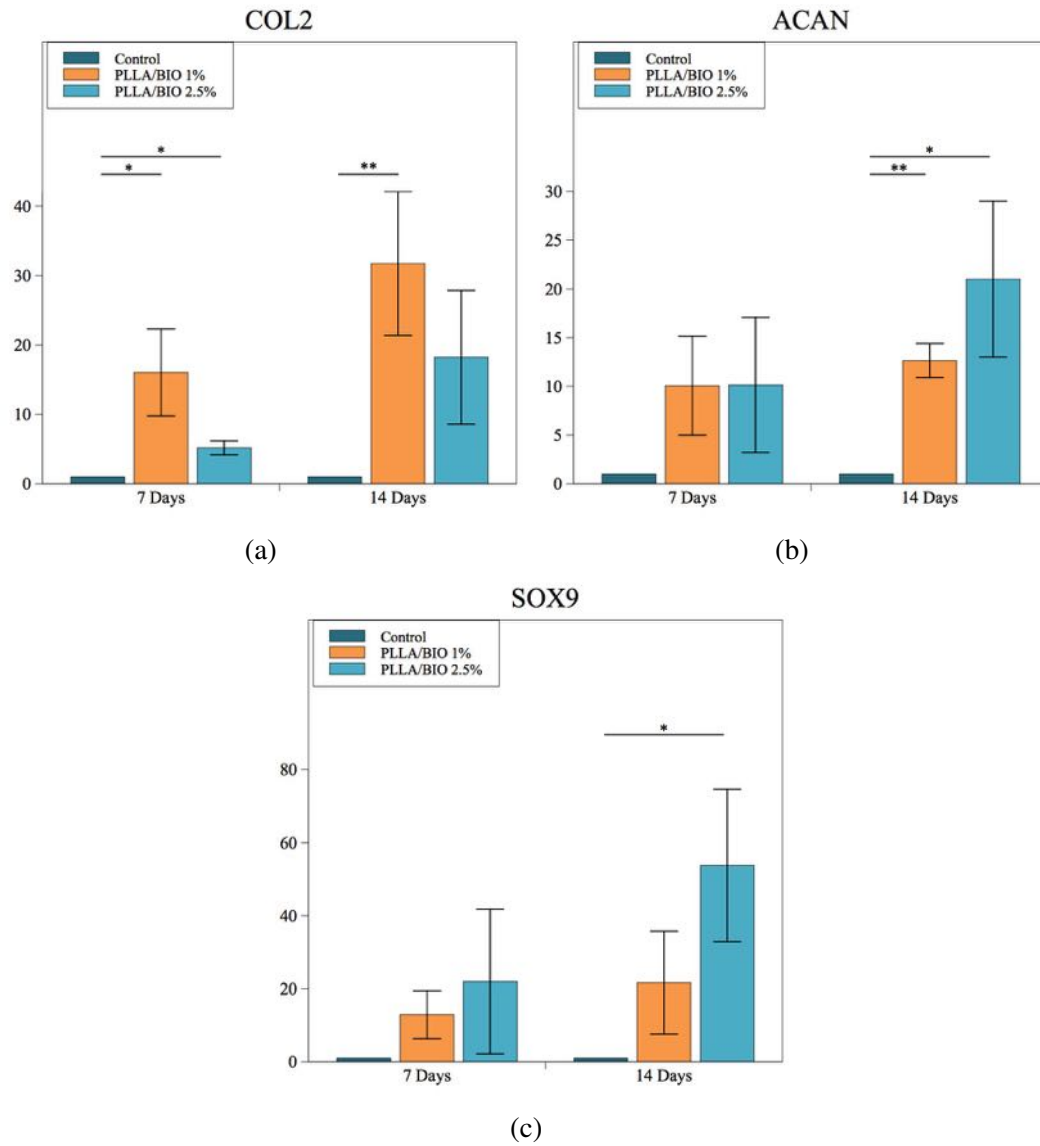 COL2
Control
PLLA/BIO 1%
PLLA/BIO 2.5%
*
*
**
40
30
20
10
0
7 Days
14 Days
(a)
ACAN
Control
PLLA/BIO 1%
PLLA/BIO 2.5%
*
**
30
25
20
15
10
5
0
7 Days
14 Days
(b)
SOX9
Control
PLLA/BIO 1%
PLLA/BIO 2.5%
*
80
60
40
20
0
7 Days
14 Days
(c)